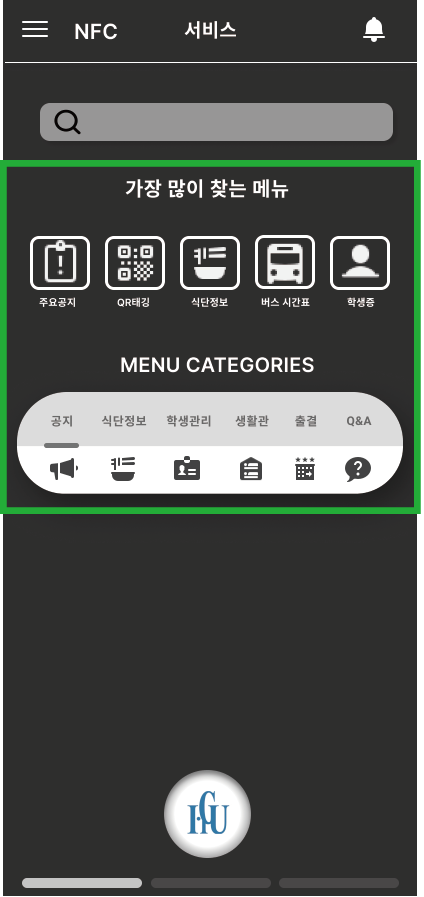 NFC 서비스
가장 많이 찾는 메뉴
주요공지 QR태깅 식단정보 버스 시간표 학생증
MENU CATEGORIES
공지 식단정보 학생관리 생활관 출결 Q&A
HCU